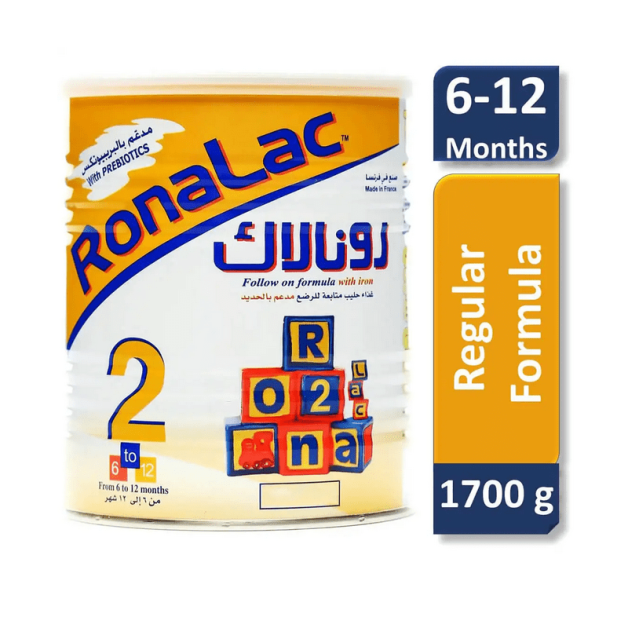 مدعّم بالبريبيوتكس
With PREBIOTICS
RonaLac™
صنع في فرنسا
Made in France
رونالاك
Follow on formula with iron
غذاء حليب متابعة للرضع مدعم بالحديد
2
R
O 2
Lac
na
6 to 12
From 6 to 12 months
من ٦ إلى ١٢ شهر
6-12
Months
Regular
Formula
1700 g